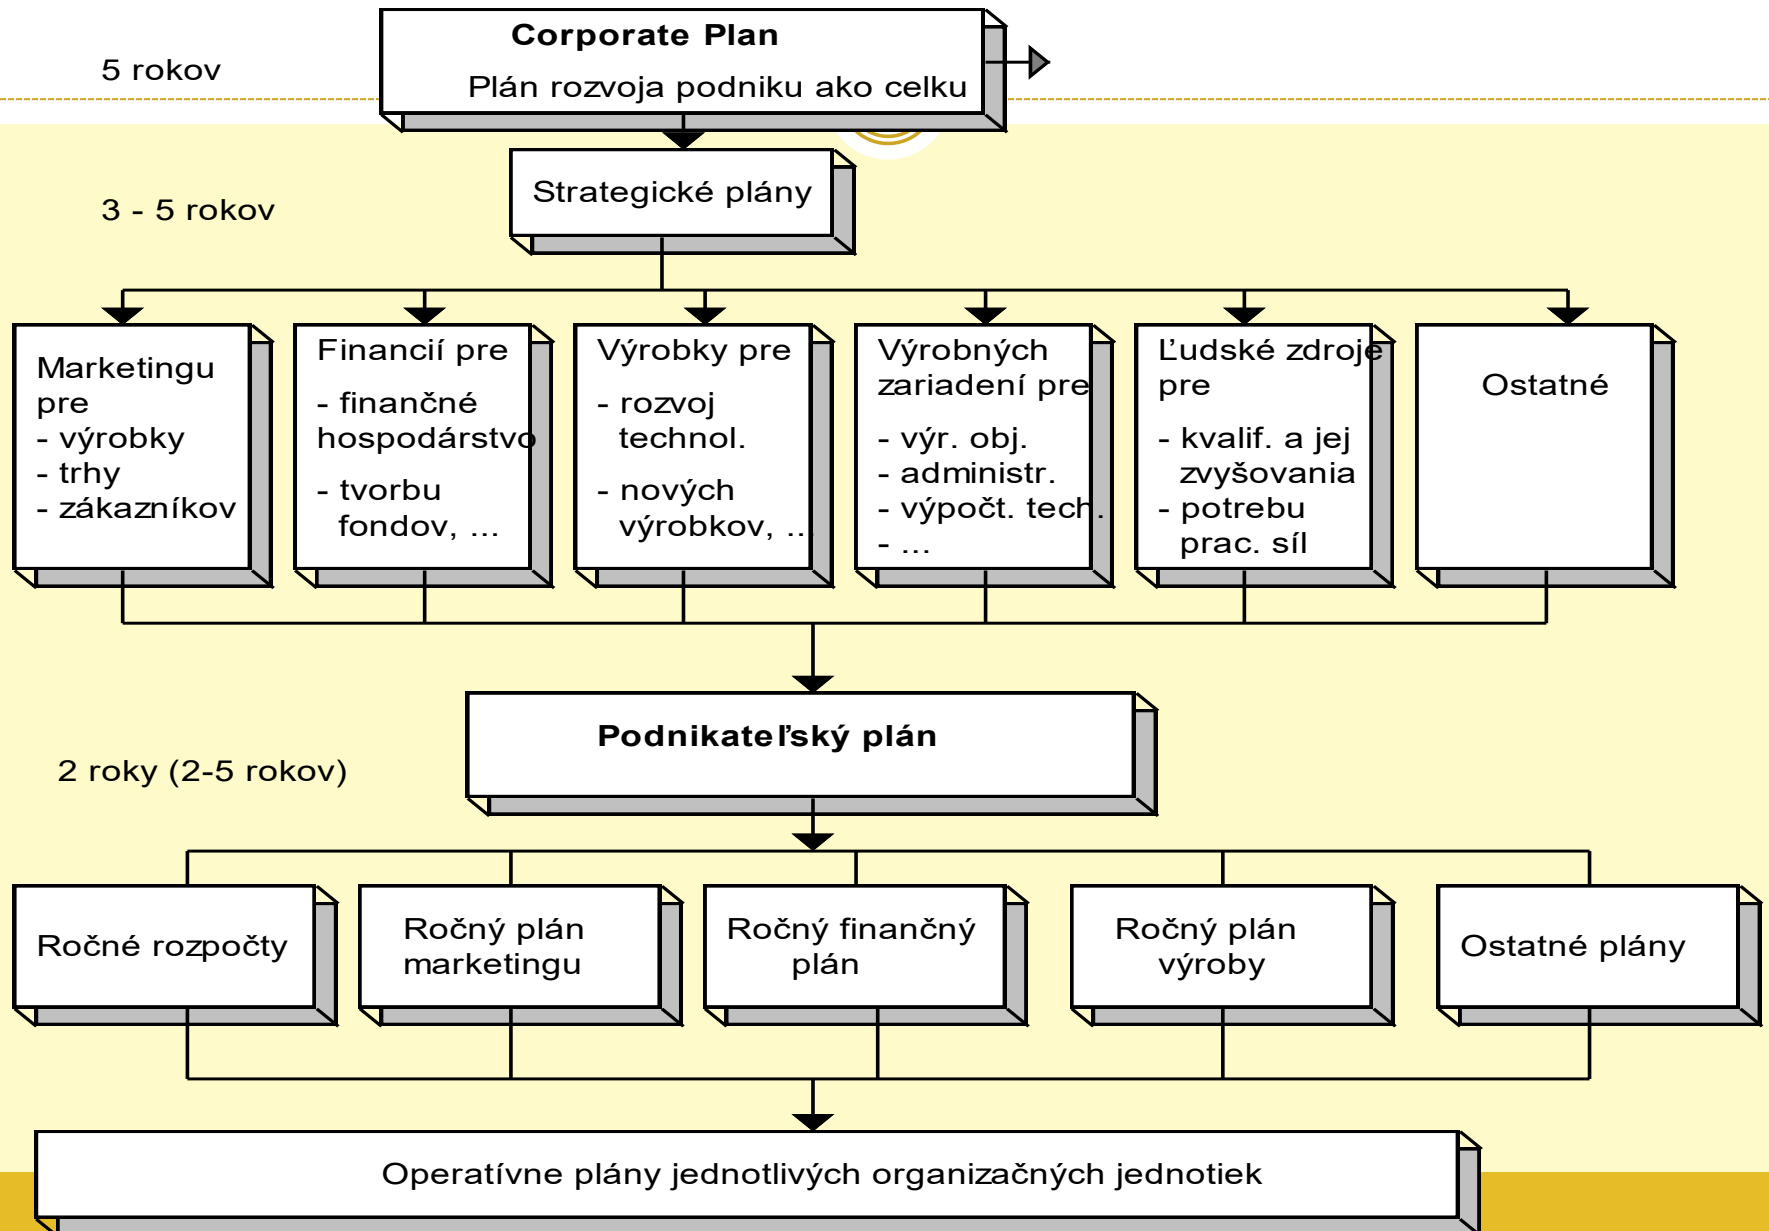 Corporate Plan
5 rokov
Plán rozvoja podniku ako celku
Strategické plány
3 - 5 rokov
Marketingu
pre
- výrobky
- trhy
- zákazníkov
Financií pre
- finančné
hospodárstvo
- tvorbu
fondov, ...
Výrobky pre
- rozvoj
technol.
- nových
výrobkov, ...
Výrobných
zariadení pre
- výr. obj.
- administr.
- výpočt. tech.
- ...
Ľudské zdroje
pre
- kvalif. a jej
zvyšovania
- potrebu
prac. síl
Ostatné
Podnikateľský plán
2 roky (2-5 rokov)
Ročné rozpočty
Ročný plán
marketingu
Ročný finančný
plán
Ročný plán
výroby
Ostatné plány
Operatívne plány jednotlivých organizačných jednotiek